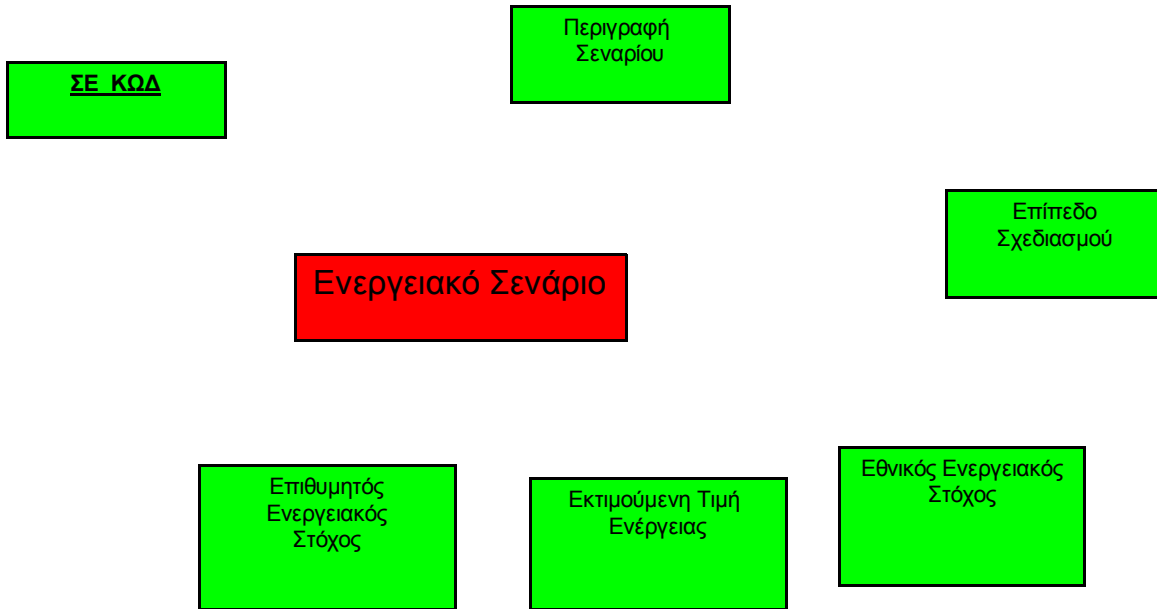 Περιγραφή
Σεναρίου
ΣΕ_ΚΩΔ
Επίπεδο
Σχεδιασμού
Ενεργειακό Σενάριο
Επιθυμητός
Ενεργειακός
Στόχος
Εκτιμούμενη Τιμή
Ενέργειας
Εθνικός Ενεργειακός
Στόχος